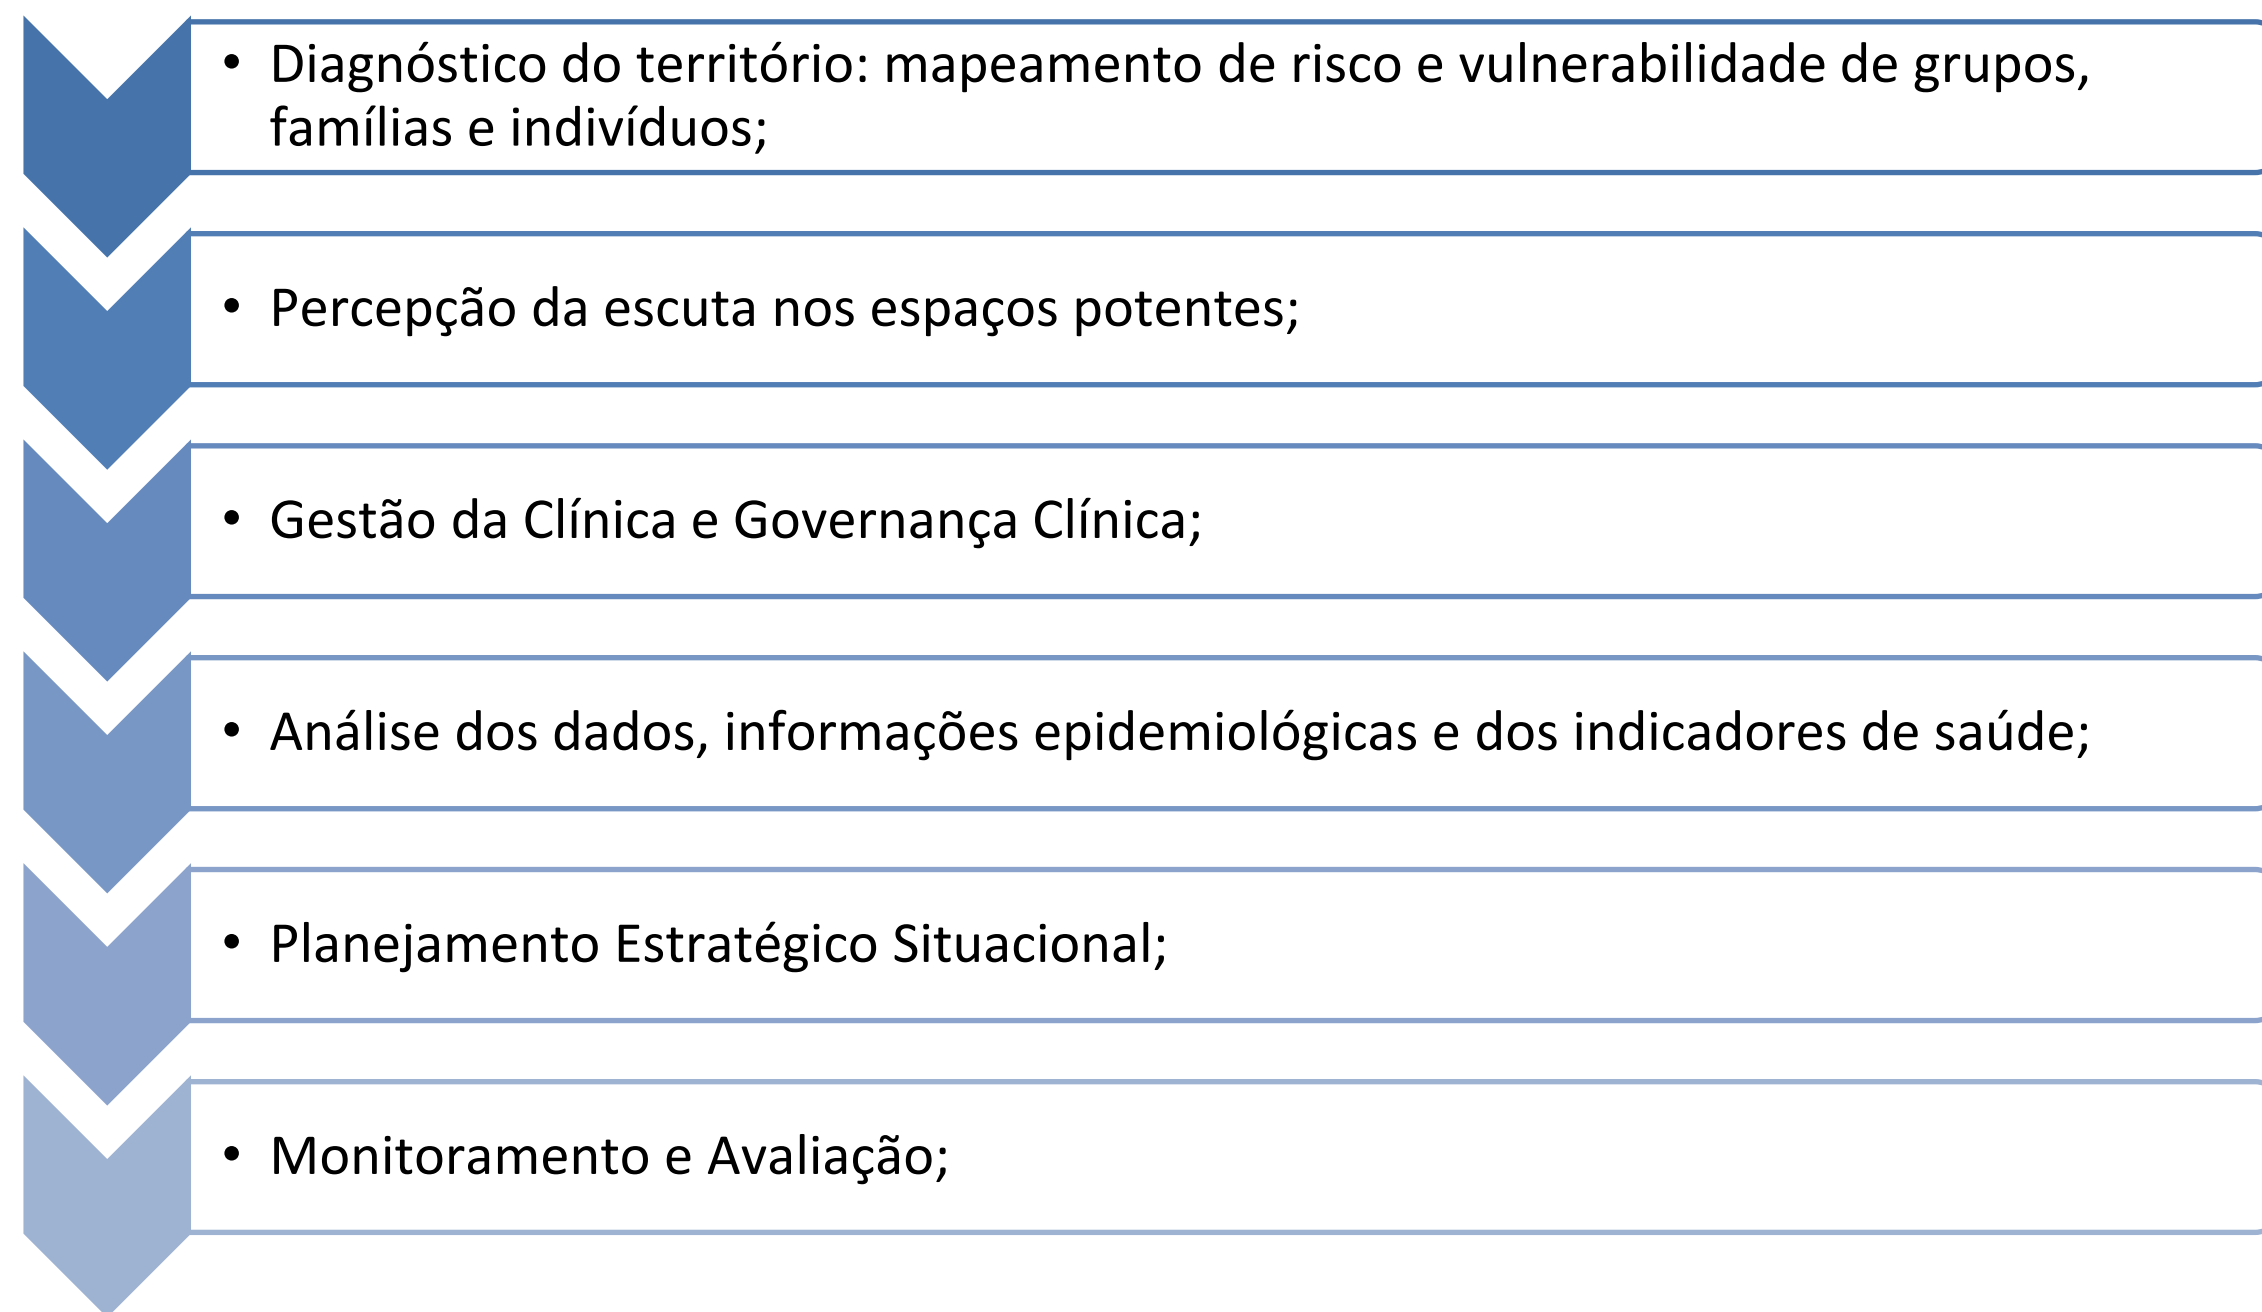 • Diagnóstico do território: mapeamento de risco e vulnerabilidade de grupos,
famílias e indivíduos;
• Percepção da escuta nos espaços potentes;
• Gestão da Clínica e Governança Clínica;
• Análise dos dados, informações epidemiológicas e dos indicadores de saúde;
• Planejamento Estratégico Situacional;
• Monitoramento e Avaliação;